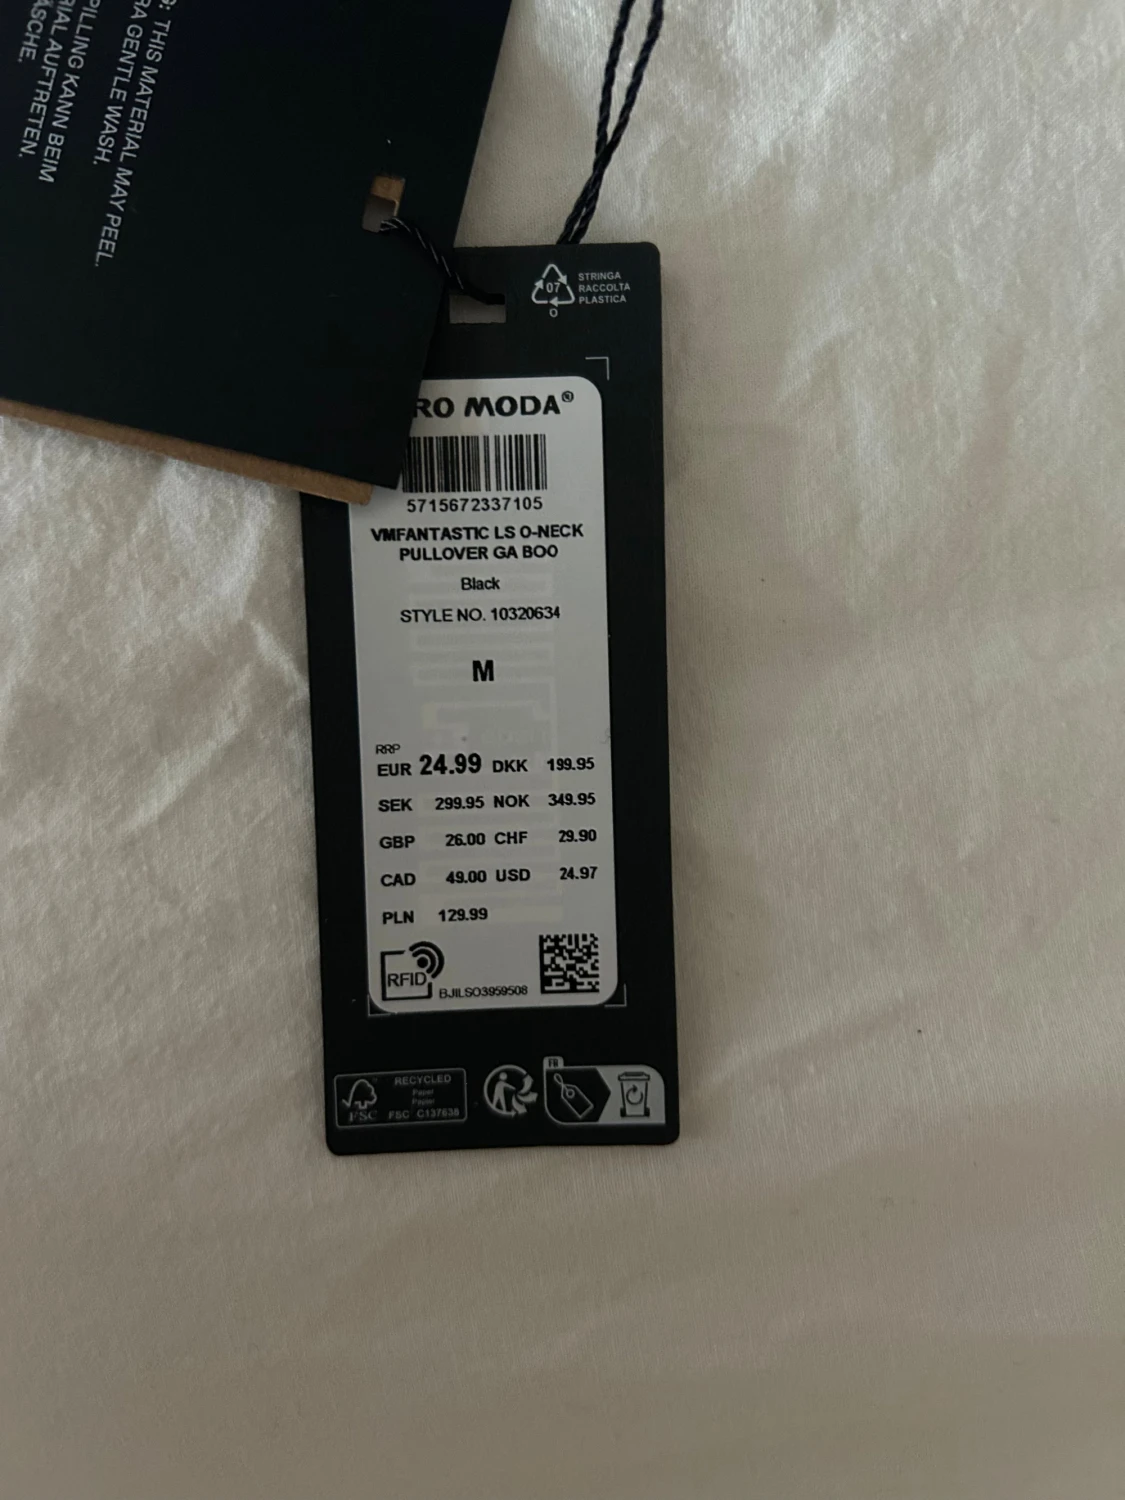 THIS MATERIAL MAY PEEL.
GENTLE WASH.
PILLING KANN BEIM
AUFTRETEN.
07
O
STRINGA
RACCOLTA
PLASTICA
RO MODA®
5715672337105
VMFANTASTIC LS O-NECK
PULLOVER GA BOO
Black
STYLE NO. 10320634
M
RRP
EUR 24.99 DKK 199.95
SEK 299.95 NOK 349.95
GBP 26.00 CHF 29.90
CAD 49.00 USD 24.97
PLN 129.99
RFID
BJILSO3959508
FSC
RECYCLED
Paper
Papier
FSC® C137638
FR